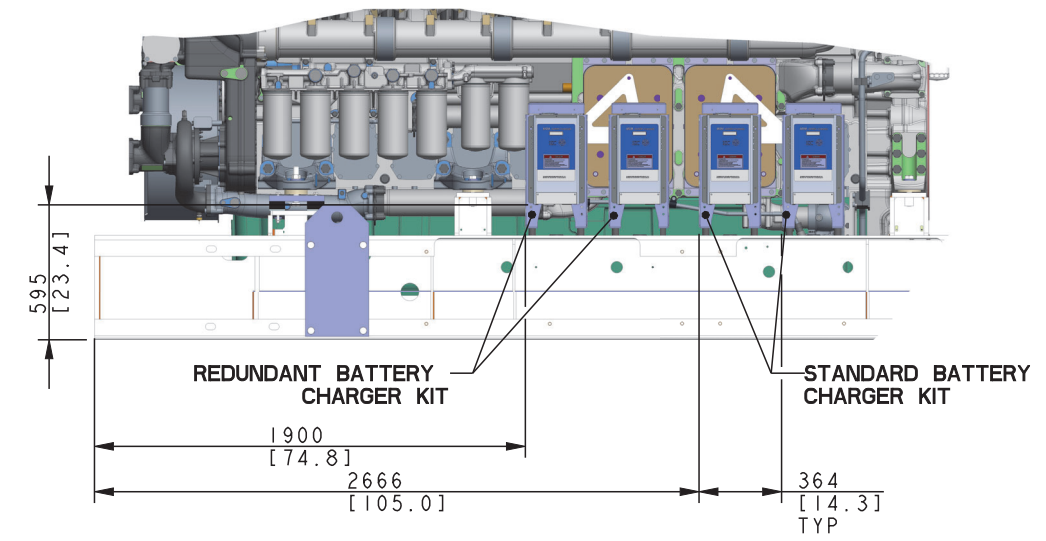 595
[23.4]
REDUNDANT BATTERY
CHARGER KIT
STANDARD BATTERY
CHARGER KIT
1900
[74.8]
2666
[105.0]
364
[14.3]
TYP